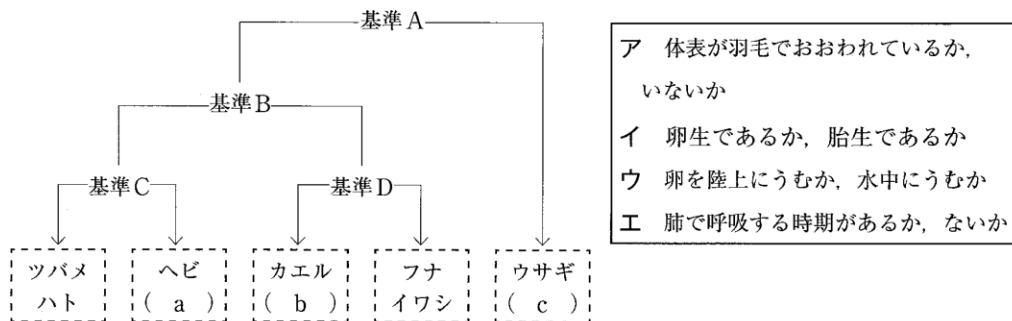 基準A
基準B
基準C
基準D
ツバメ
ハト
ヘビ
( a )
カエル
( b )
フナ
イワシ
ウサギ
( c )
ア 体表が羽毛でおおわれているか,
いないか
イ 卵生であるか, 胎生であるか
ウ 卵を陸上にうむか, 水中にうむか
エ 肺で呼吸する時期があるか, ないか